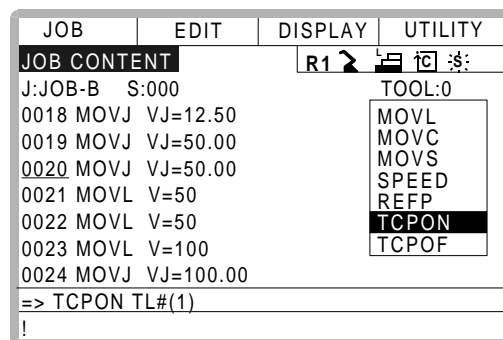 JOB EDIT DISPLAY UTILITY
JOB CONTENT R1 C S
J:JOB-B S:000 TOOL:0
0018 MOVJ VJ=12.50 MOVL
0019 MOVJ VJ=50.00 MOVC
MOVS
0020 MOVJ VJ=50.00 SPEED
0021 MOVL V=50 REFP
0022 MOVL V=50 TCPON
0023 MOVL V=100 TCPOF
0024 MOVJ VJ=100.00
=> TCPON TL#(1)
!